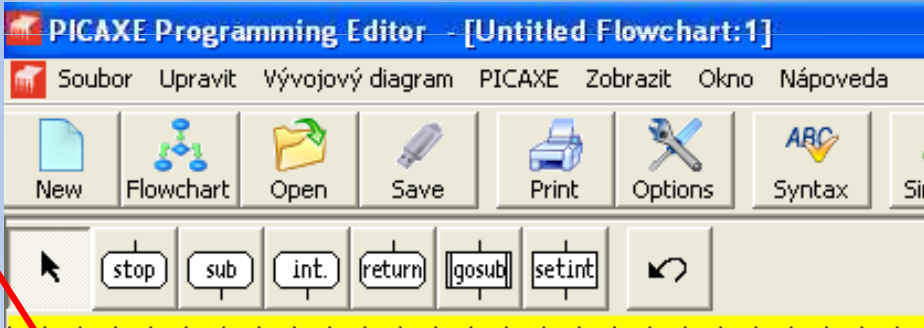 PICAXE Programming Editor - [Untitled Flowchart:1]
Soubor Upravit Vývojový diagram PICAXE Zobrazit Okno Nápoveda
ABC
New Flowchart Open Save Print Options Syntax
stop sub int. return gosub setint